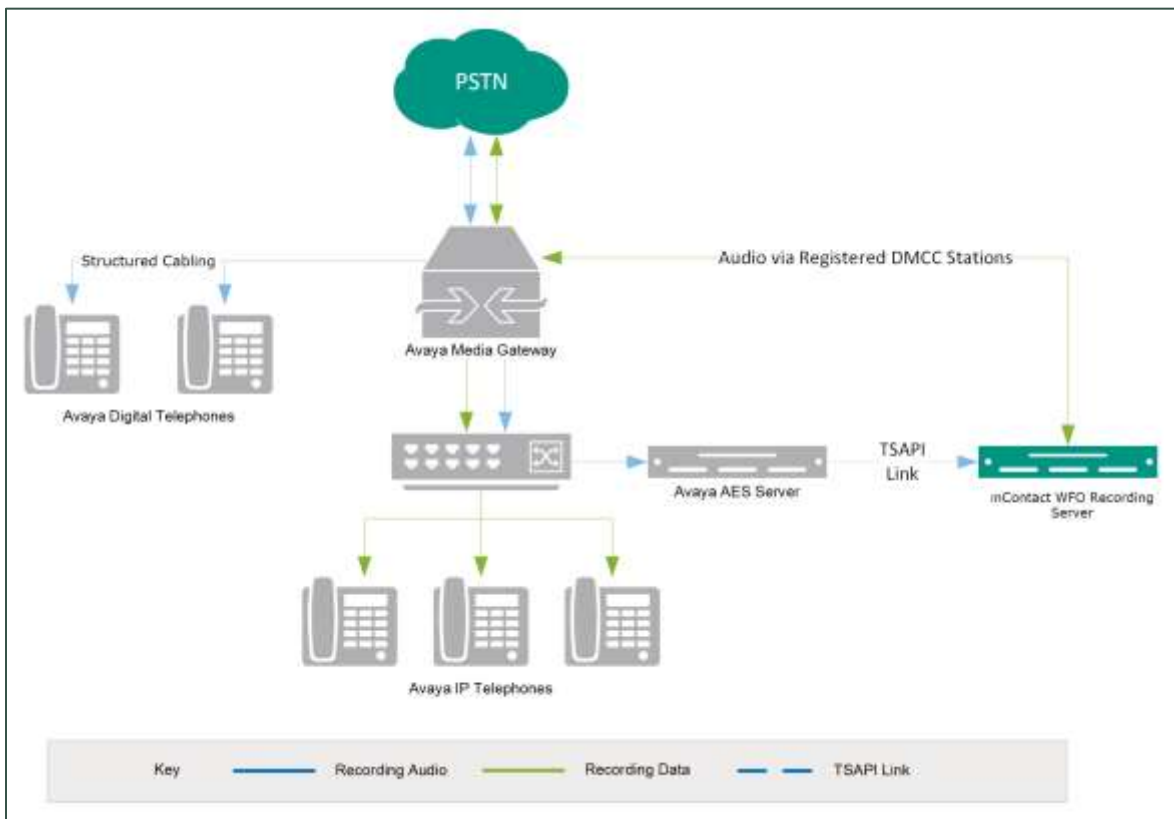 PSTN
Structured Cabling
Audio via Registered DMCC Stations
Avaya Media Gateway
Avaya Digital Telephones
TSAPI
Link
Avaya AES Server
inContact WFO Recording
Server
Avaya IP Telephones
Key Recording Audio Recording Data TSAPI Link